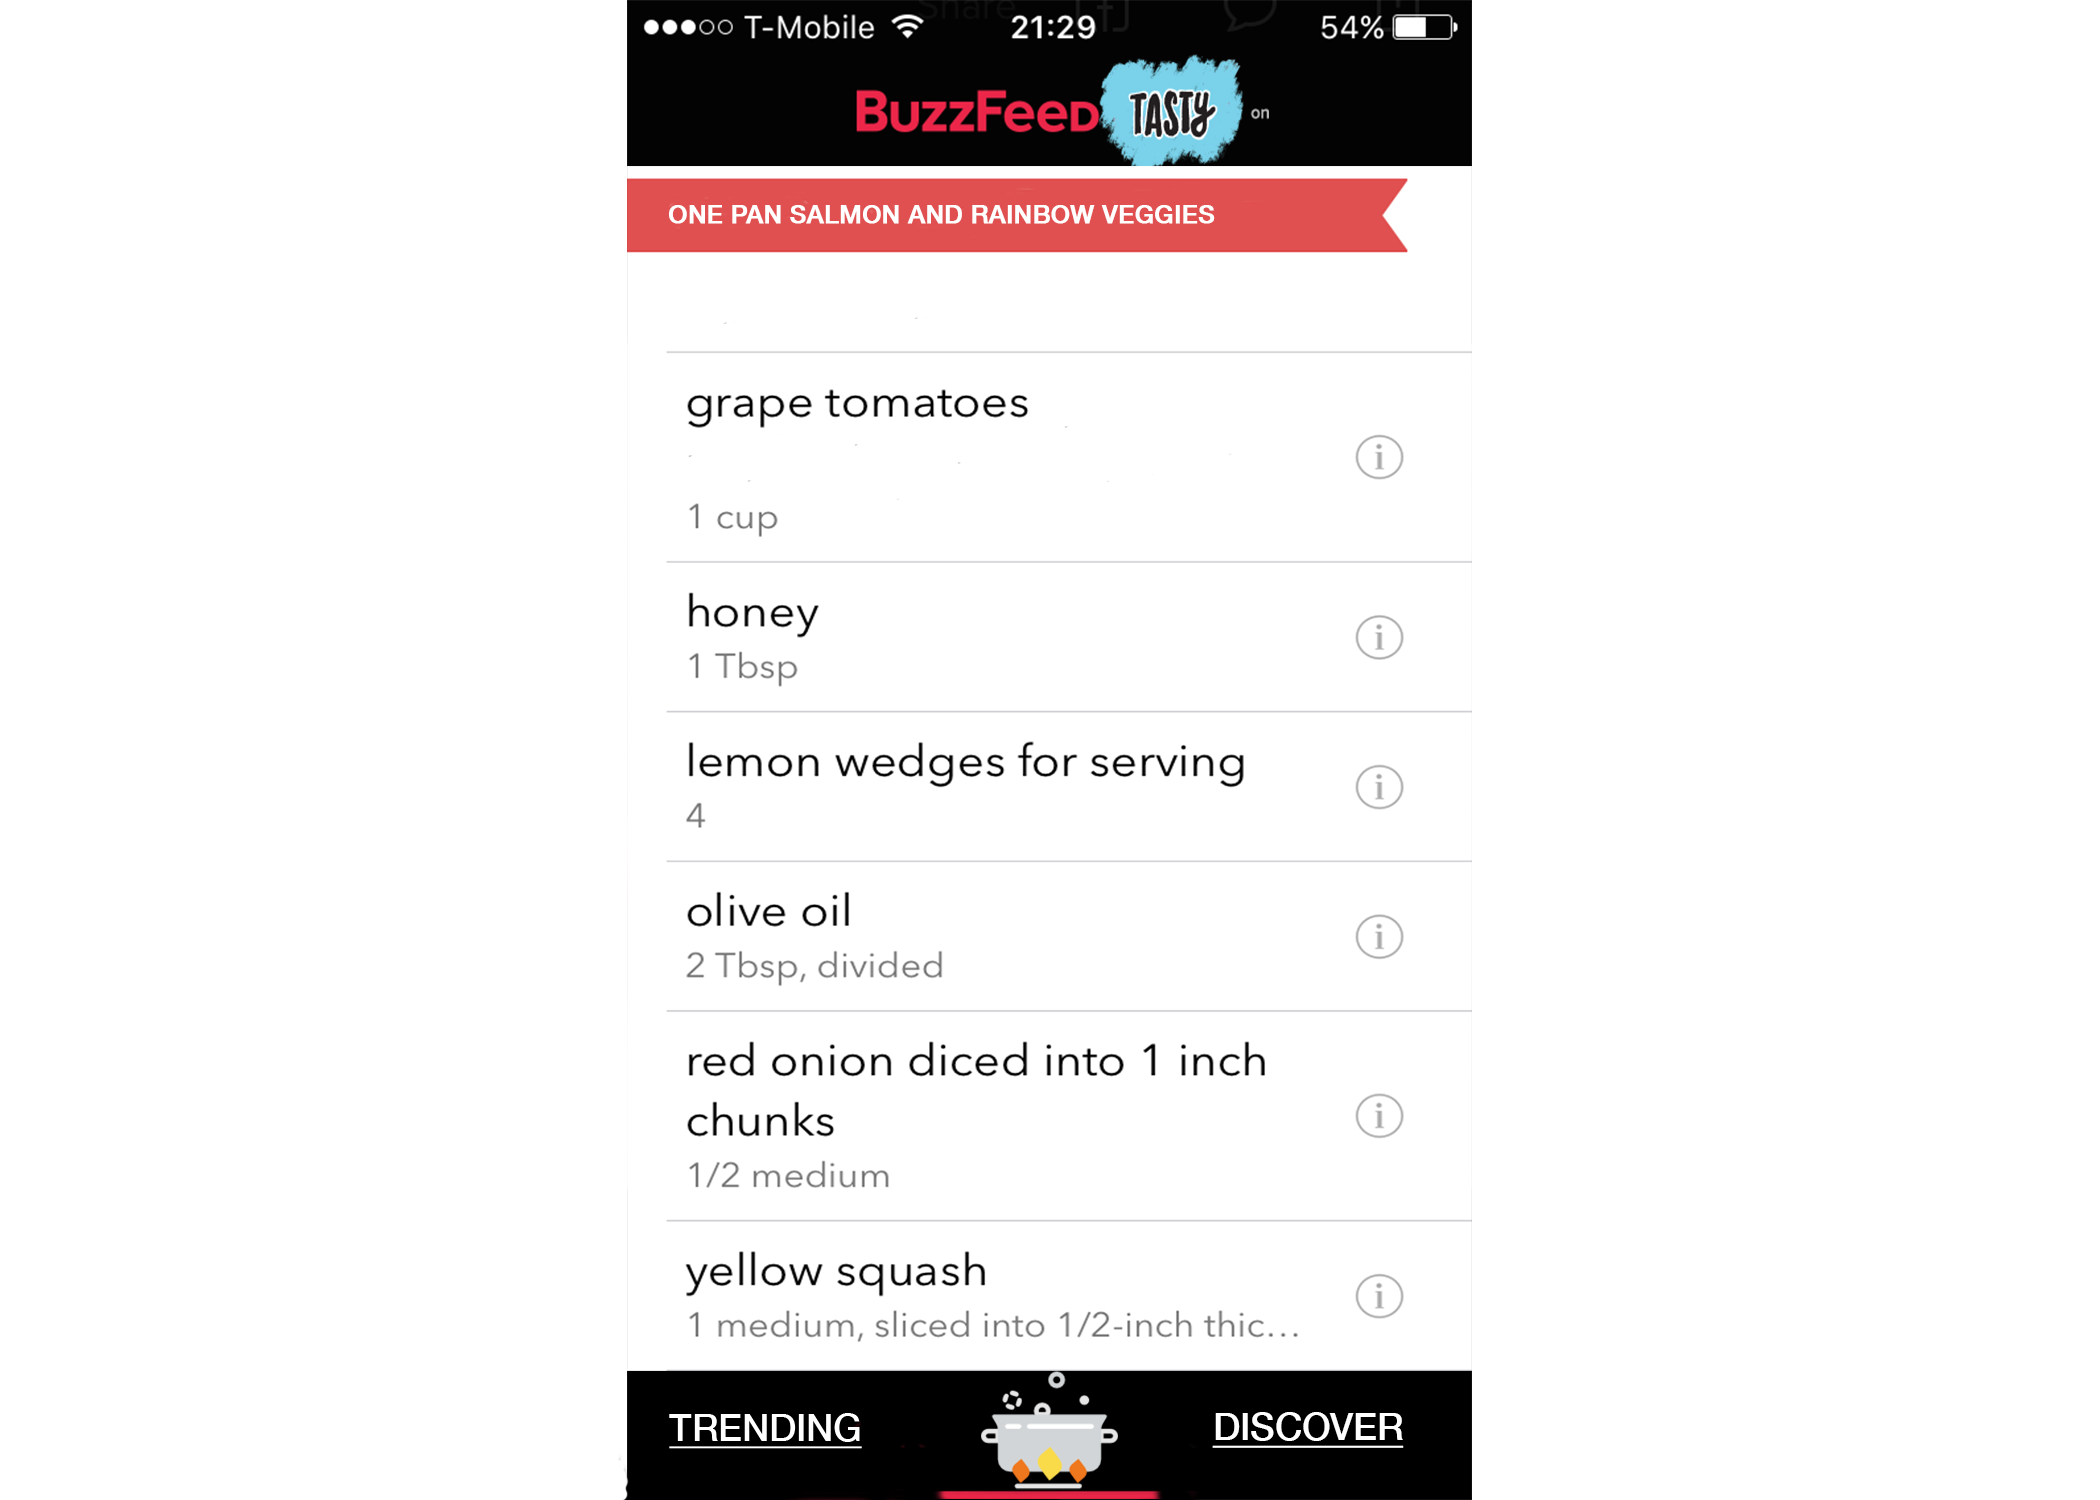 T-Mobile 21:29 54%
BuzzFeed TASTY on
ONE PAN SALMON AND RAINBOW VEGGIES
grape tomatoes
1 cup
honey
1 Tbsp
lemon wedges for serving
4
olive oil
2 Tbsp, divided
red onion diced into 1 inch
chunks
1/2 medium
yellow squash
1 medium, sliced into 1/2-inch thic...
TRENDING DISCOVER